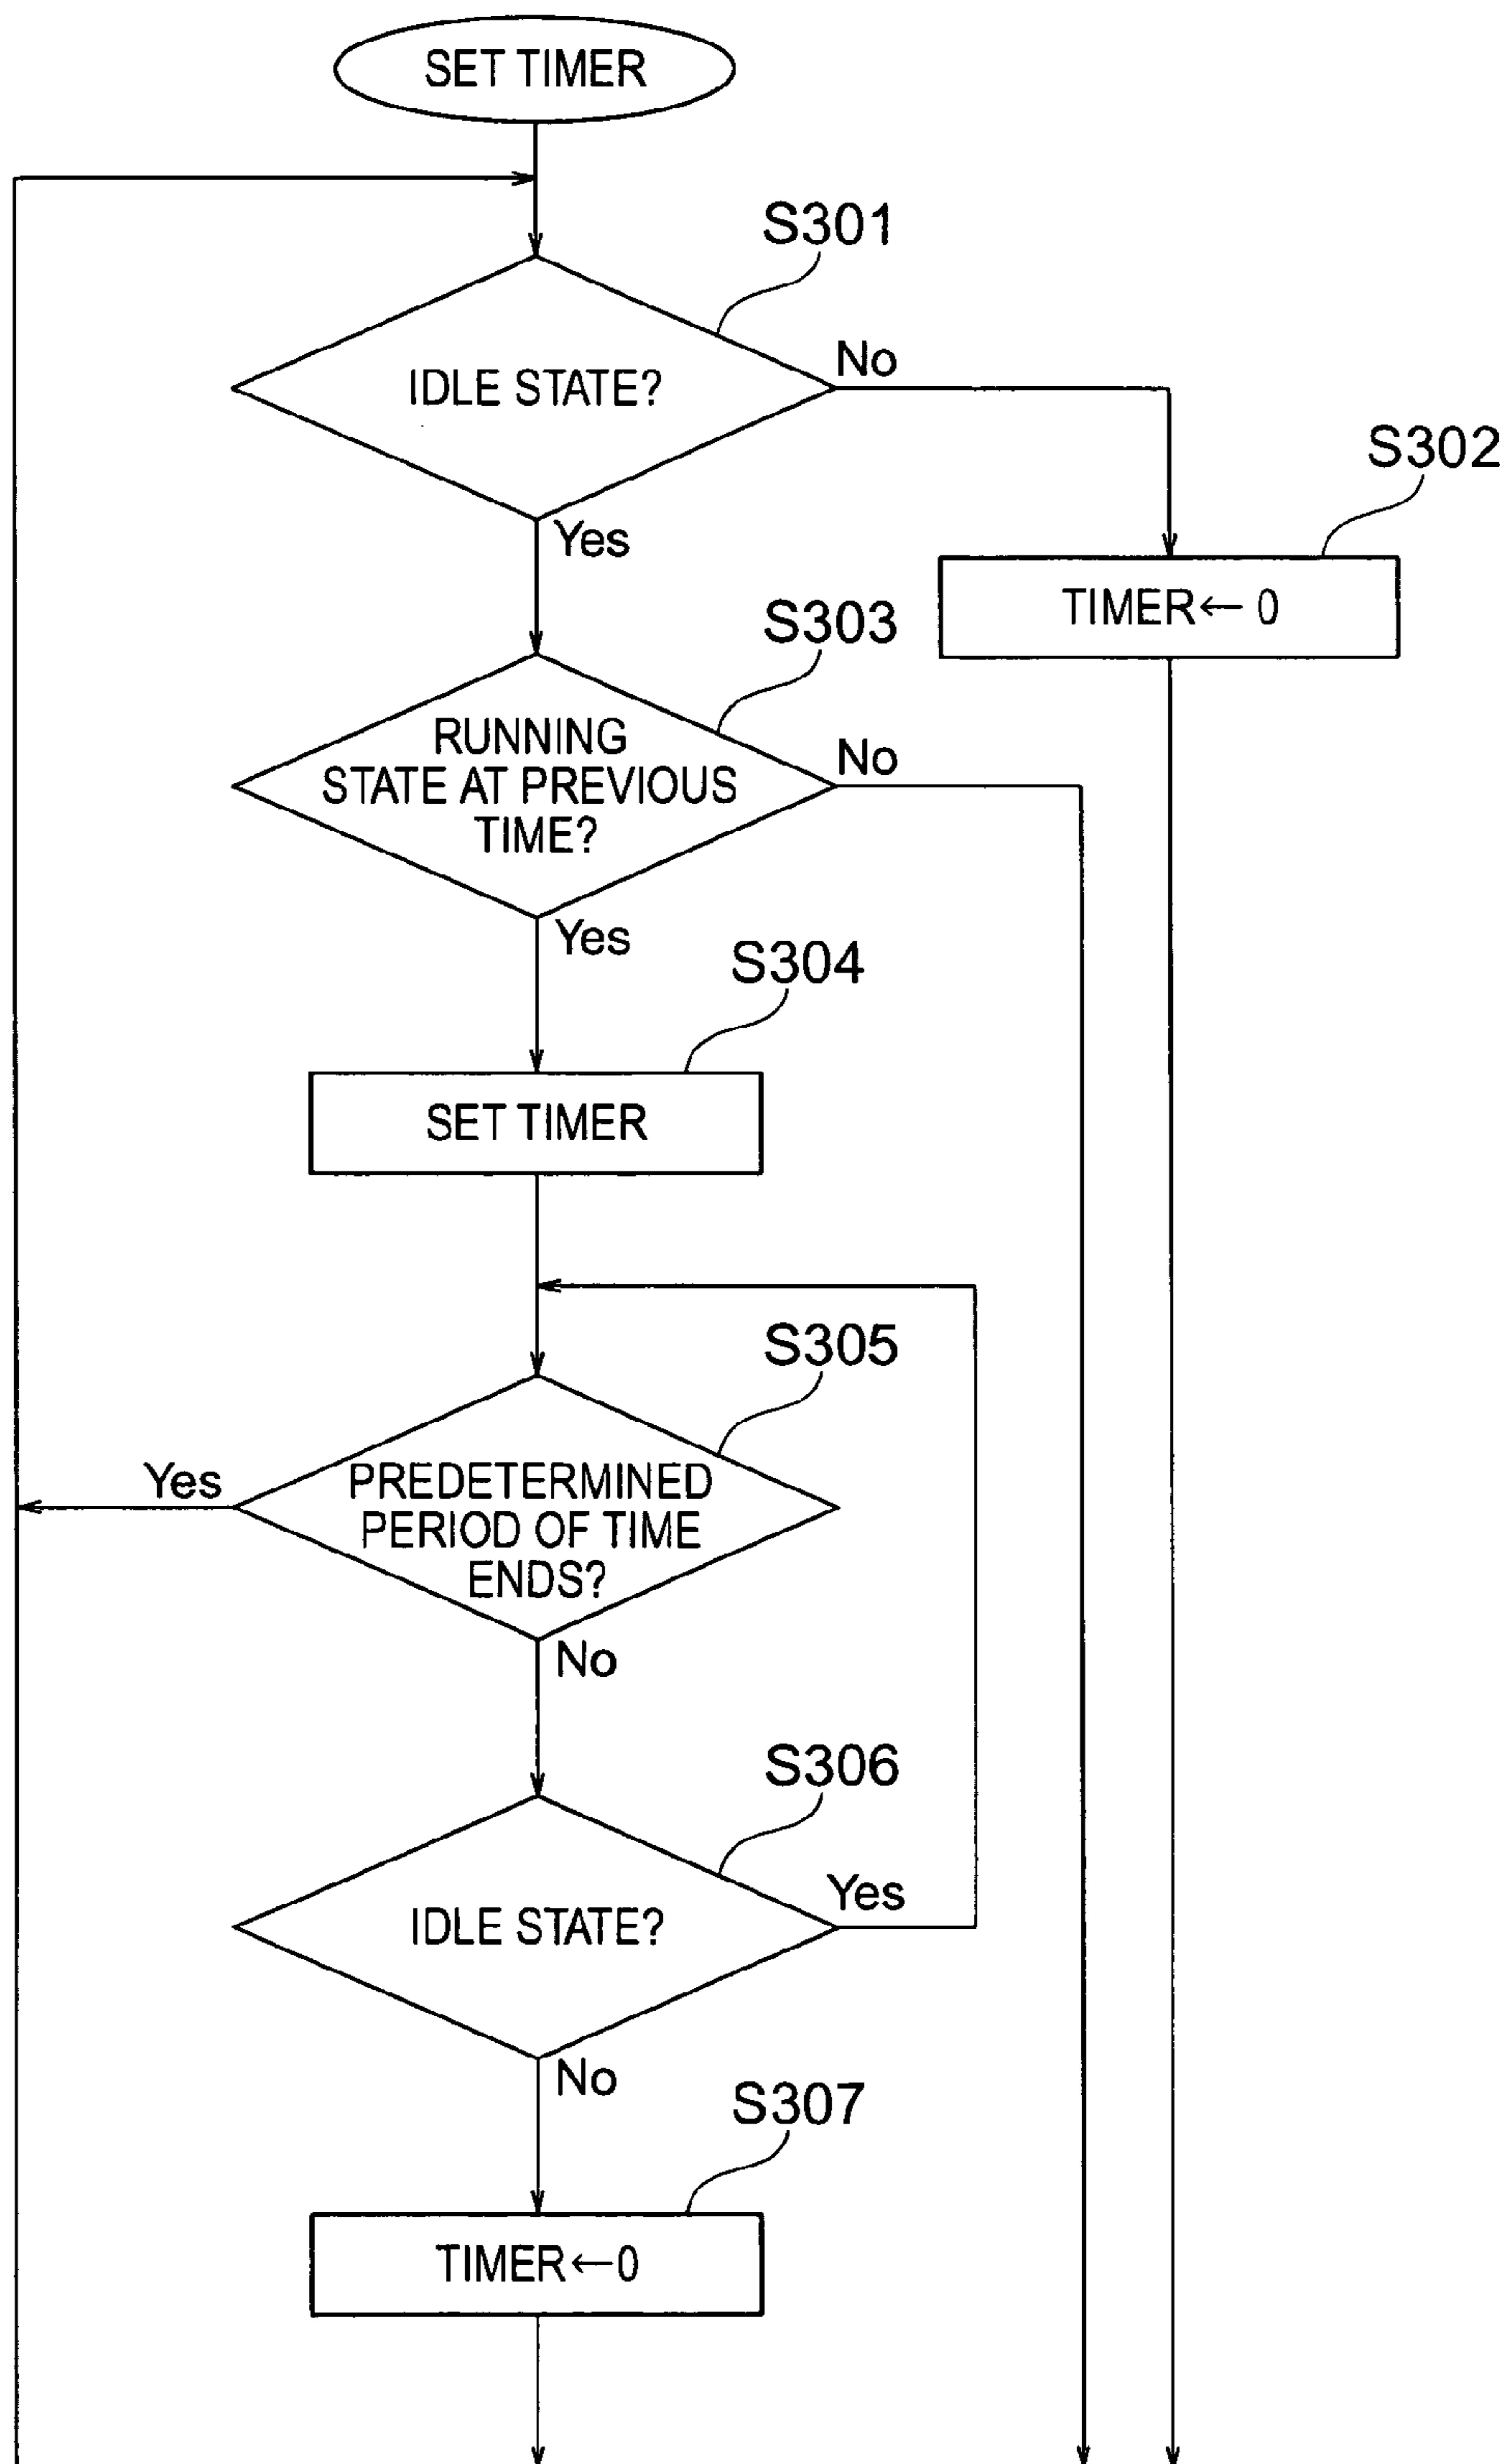 SET TIMER
S301
IDLE STATE?
No
S302
Yes
TIMER← 0
S303
RUNNING
STATE AT PREVIOUS
TIME?
No
Yes
S304
SET TIMER
S305
Yes
PREDETERMINED
PERIOD OF TIME
ENDS?
No
S306
Yes
IDLE STATE?
No
S307
TIMER←0